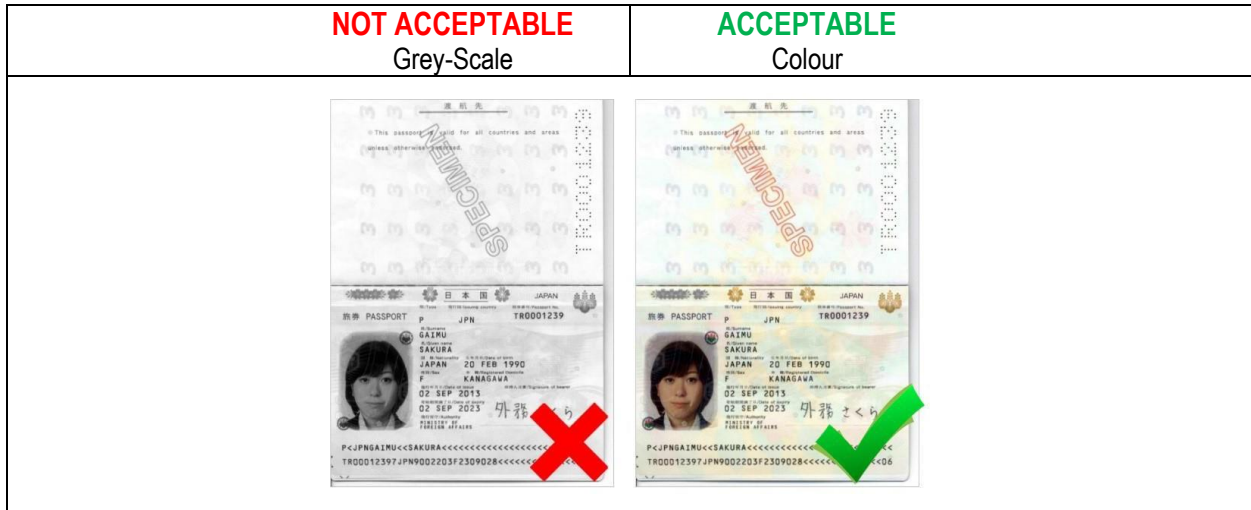 NOT ACCEPTABLE
Grey-Scale
ACCEPTABLE
Colour
渡航先
This passport is valid for all countries and areas
unless otherwise
SPECIMEN
日本国
JAPAN
旅券 PASSPORT
P
JPN
TR0001239
GAIMU
SAKURA
JAPAN 20 FEB 1990
F KANAGAWA
02 SEP 2013
02 SEP 2023
外務
MINISTRY OF
FOREIGN AFFAIRS
P<JPNGAIMU<<SAKURA<<<<<<<<<<<<<<<<<<
TR00012397JPN9002203F2309028<<<<<
渡航先
This passport is valid for all countries and areas
unless otherwise
SPECIMEN
TR0001239
日本国
JAPAN
旅券 PASSPORT
P
JPN
TR0001239
GAIMU
SAKURA
JAPAN 20 FEB 1990
F KANAGAWA
02 SEP 2013
02 SEP 2023
外務 さくら
MINISTRY OF
FOREIGN AFFAIRS
P<JPNGAIMU<<SAKURA<<<<<<<<<<<<<<<<
TR00012397JPN9002203F2309028<<<<<
<<06